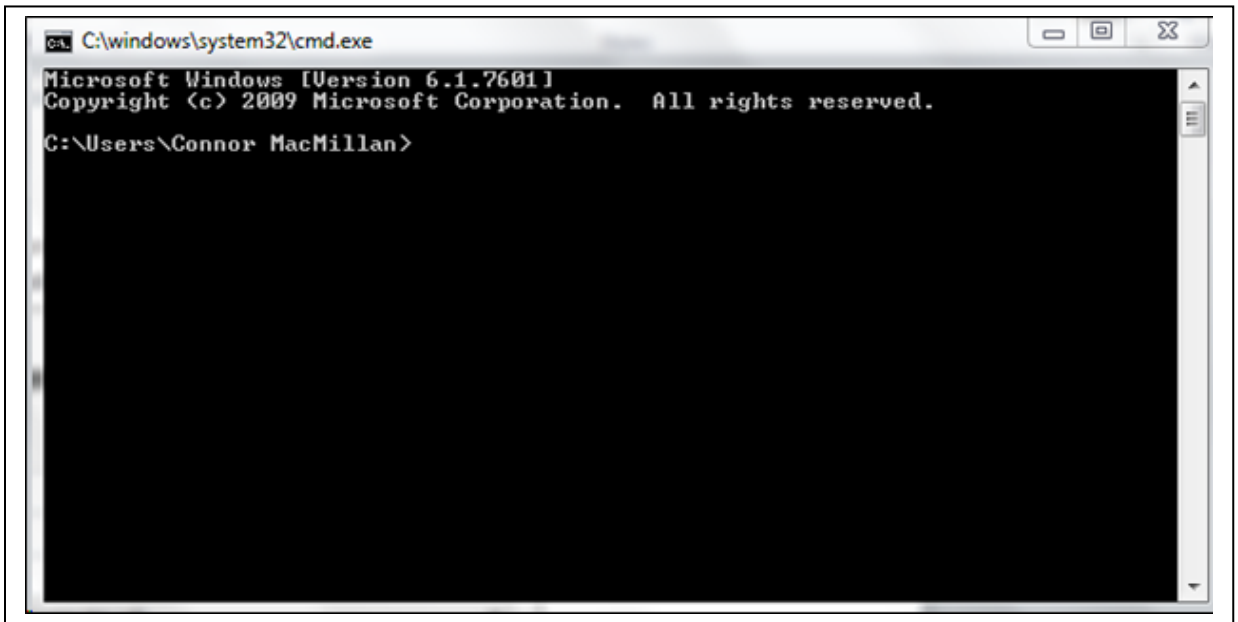 C:\windows\system32\cmd.exe
Microsoft Windows [Version 6.1.7601]
Copyright (c) 2009 Microsoft Corporation.  All rights reserved.
C:\Users\Connor MacMillan>